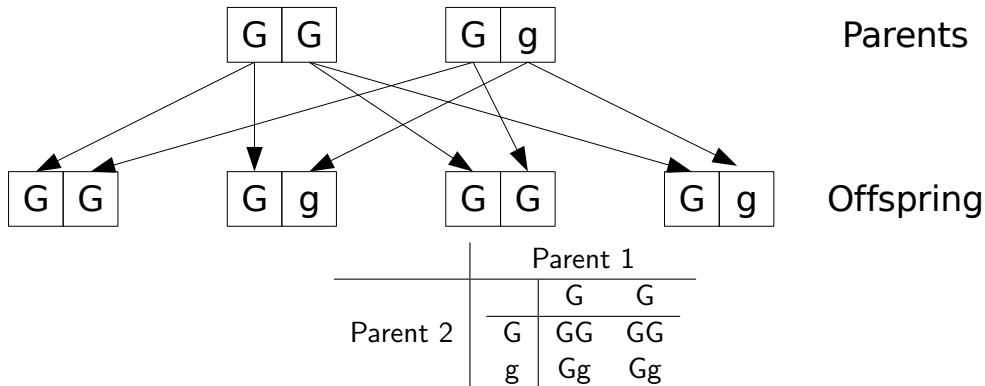 G G G g Parents
G G G g G G G g Offspring
Parent 1
G G
Parent 2 G GG GG
g Gg Gg